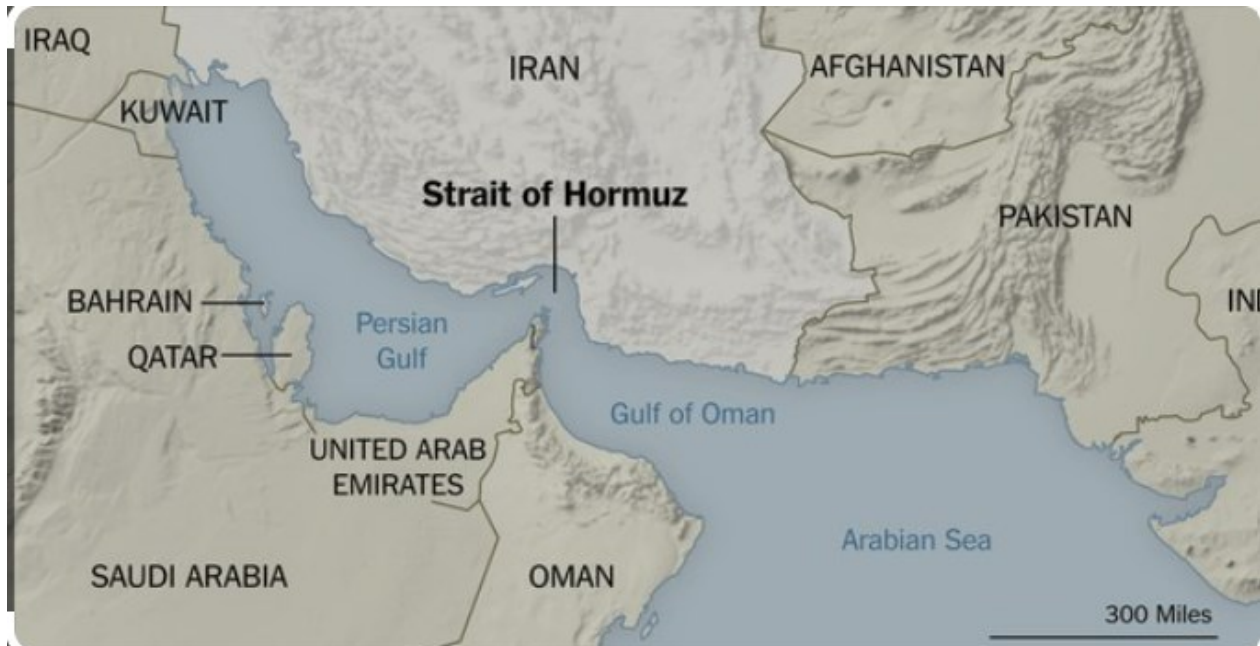 IRAQ
IRAN
AFGHANISTAN
KUWAIT
Strait of Hormuz
PAKISTAN
BAHRAIN
IND
Persian
Gulf
QATAR
Gulf of Oman
UNITED ARAB
EMIRATES
Arabian Sea
SAUDI ARABIA
OMAN
300 Miles